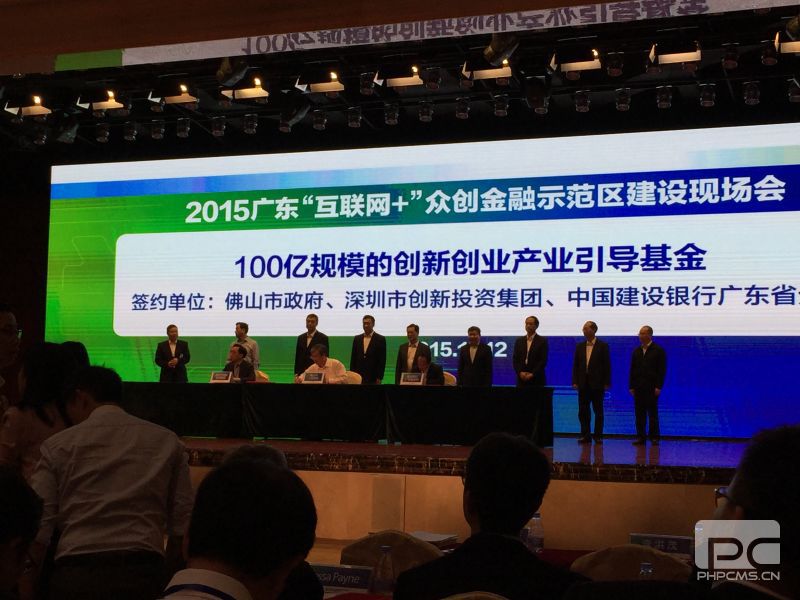 2015广东“互联网+”众创金融示范区建设现场会
100亿规模的创新创业产业引导基金
签约单位：佛山市政府、深圳市创新投资集团、中国建设银行广东省
Payne
PC
PHPCMS.CN